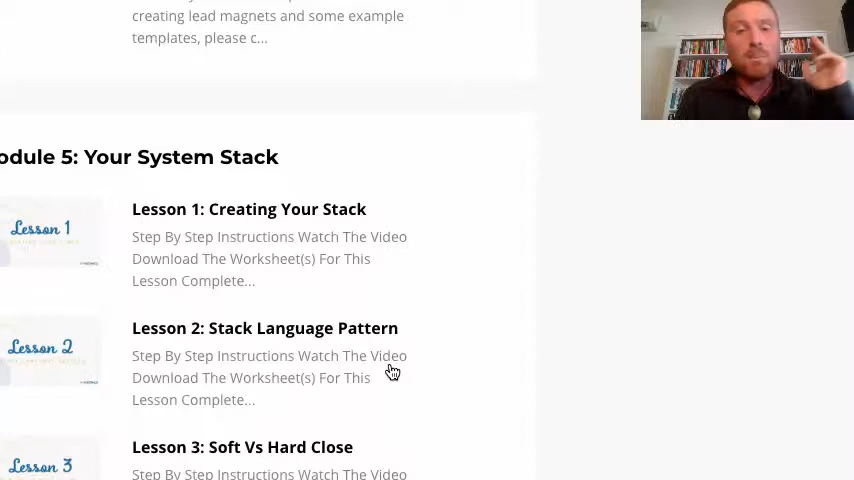 creating lead magnets and some example
templates, please c...
odule 5: Your System Stack
Lesson 1
Lesson 1: Creating Your Stack
Step By Step Instructions Watch The Video
Download The Worksheet(s) For This
Lesson Complete...
Lesson 2
Lesson 2: Stack Language Pattern
Step By Step Instructions Watch The Video
Download The Worksheet(s) For This
Lesson Complete...
Lesson 3
Lesson 3: Soft Vs Hard Close
Step By Step Instructions Watch The Video